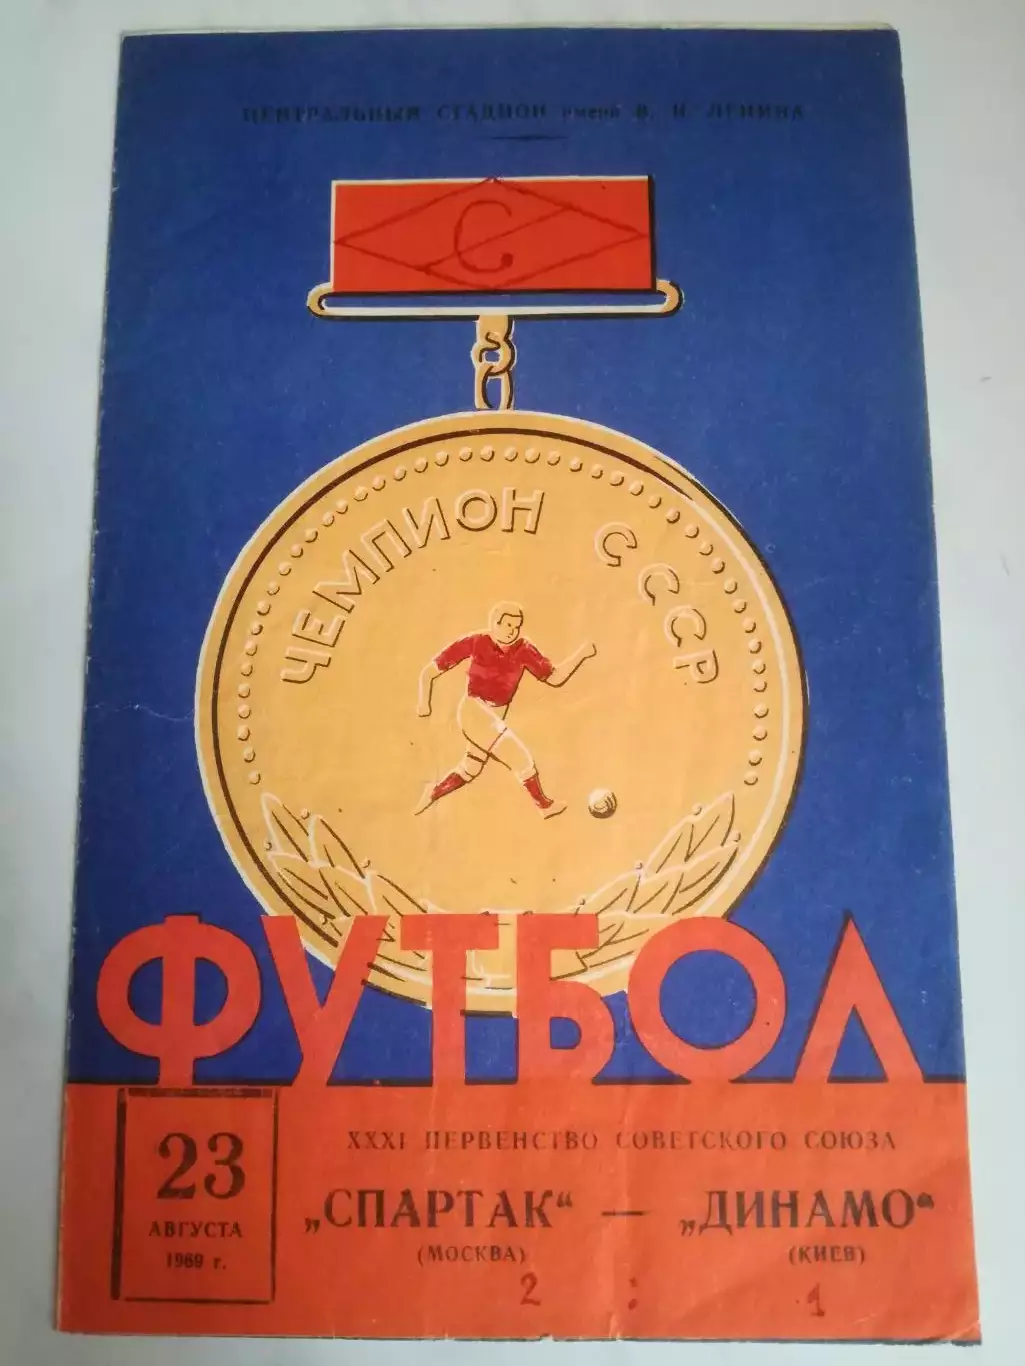 ЦЕНТРАЛЬНЫЙ СТАДИОН имени В. И. ЛЕНИНА
С
ЧЕМПИОН СССР
ФУТБОЛ
23
АВГУСТА
1969 г.
XXXI ПЕРВЕНСТВО СОВЕТСКОГО СОЮЗА
„СПАРТАК“ — „ДИНАМО“
(МОСКВА) (КИЕВ)
2 : 1